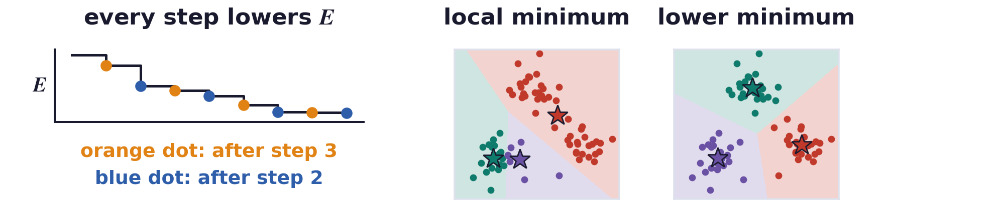 every step lowers E
E
orange dot: after step 3
blue dot: after step 2
local minimum
lower minimum